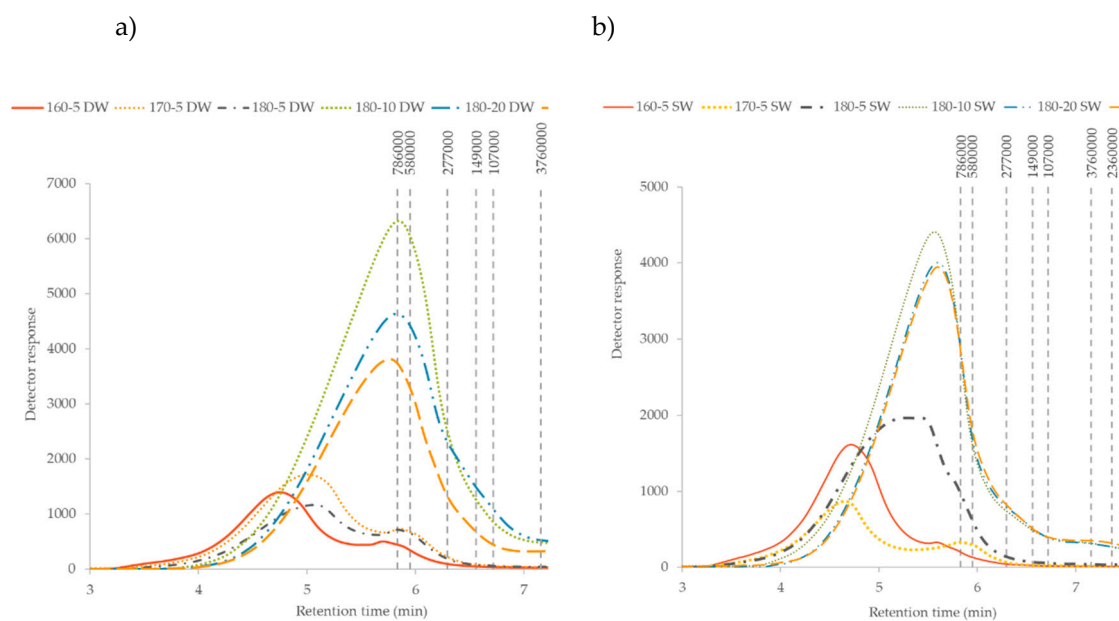 a)
b)
160-5 DW 170-5 DW 180-5 DW 180-10 DW 180-20 DW
160-5 SW 170-5 SW 180-5 SW 180-10 SW 180-20 SW
786000
580000
277000
149000
107000
3760000
786000
580000
277000
149000
107000
3760000
2360000
7000
6000
5000
4000
3000
2000
1000
0
Detector response
3 4 5 6 7
Retention time (min)
5000
4000
3000
2000
1000
0
Detector response
3 4 5 6 7
Retention time (min)